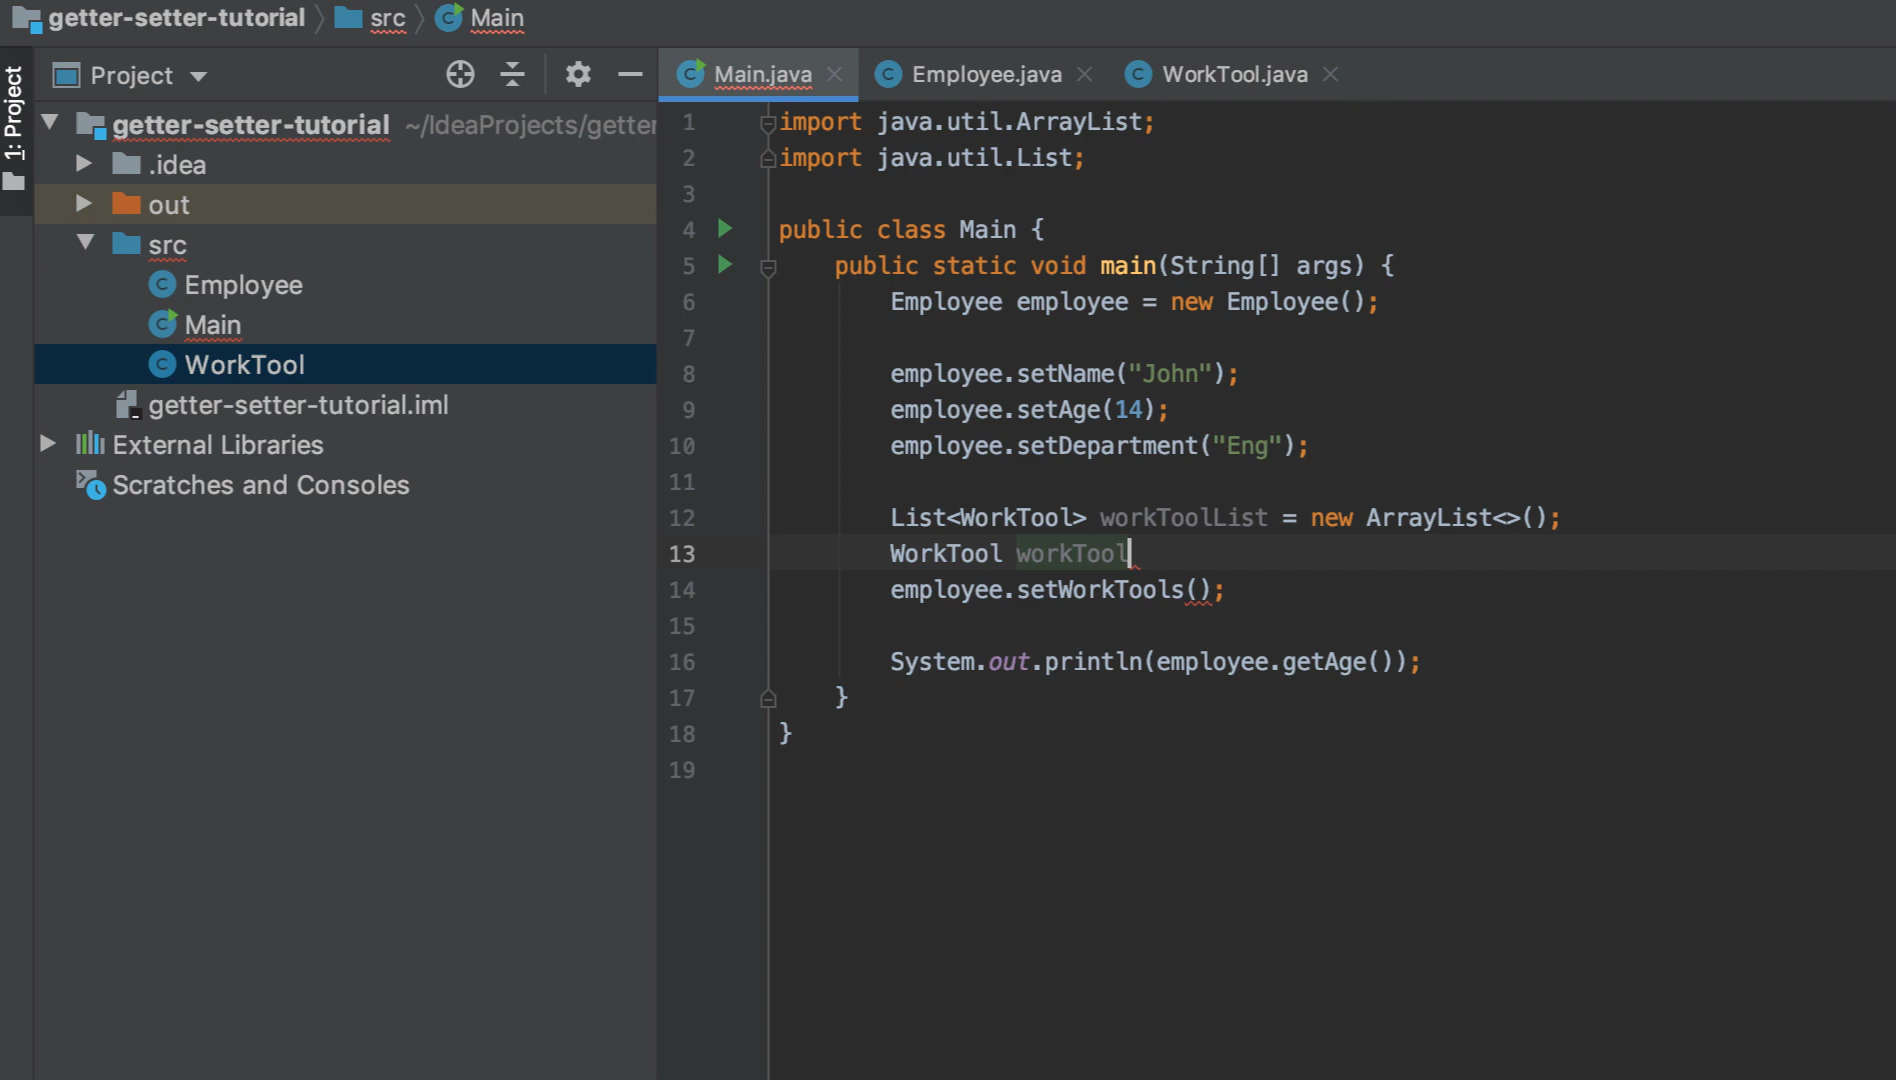 getter-setter-tutorial src Main
1: Project
Project
getter-setter-tutorial ~/IdeaProjects/getter
.idea
out
src
Employee
Main
WorkTool
getter-setter-tutorial.iml
External Libraries
Scratches and Consoles
Main.java Employee.java WorkTool.java
1 import java.util.ArrayList;
2 import java.util.List;
3
4 public class Main {
5 public static void main(String[] args) {
6 Employee employee = new Employee();
7
8 employee.setName("John");
9 employee.setAge(14);
10 employee.setDepartment("Eng");
11
12 List<WorkTool> workToolList = new ArrayList<>();
13 WorkTool workTool
14 employee.setWorkTools();
15
16 System.out.println(employee.getAge());
17 }
18 }
19